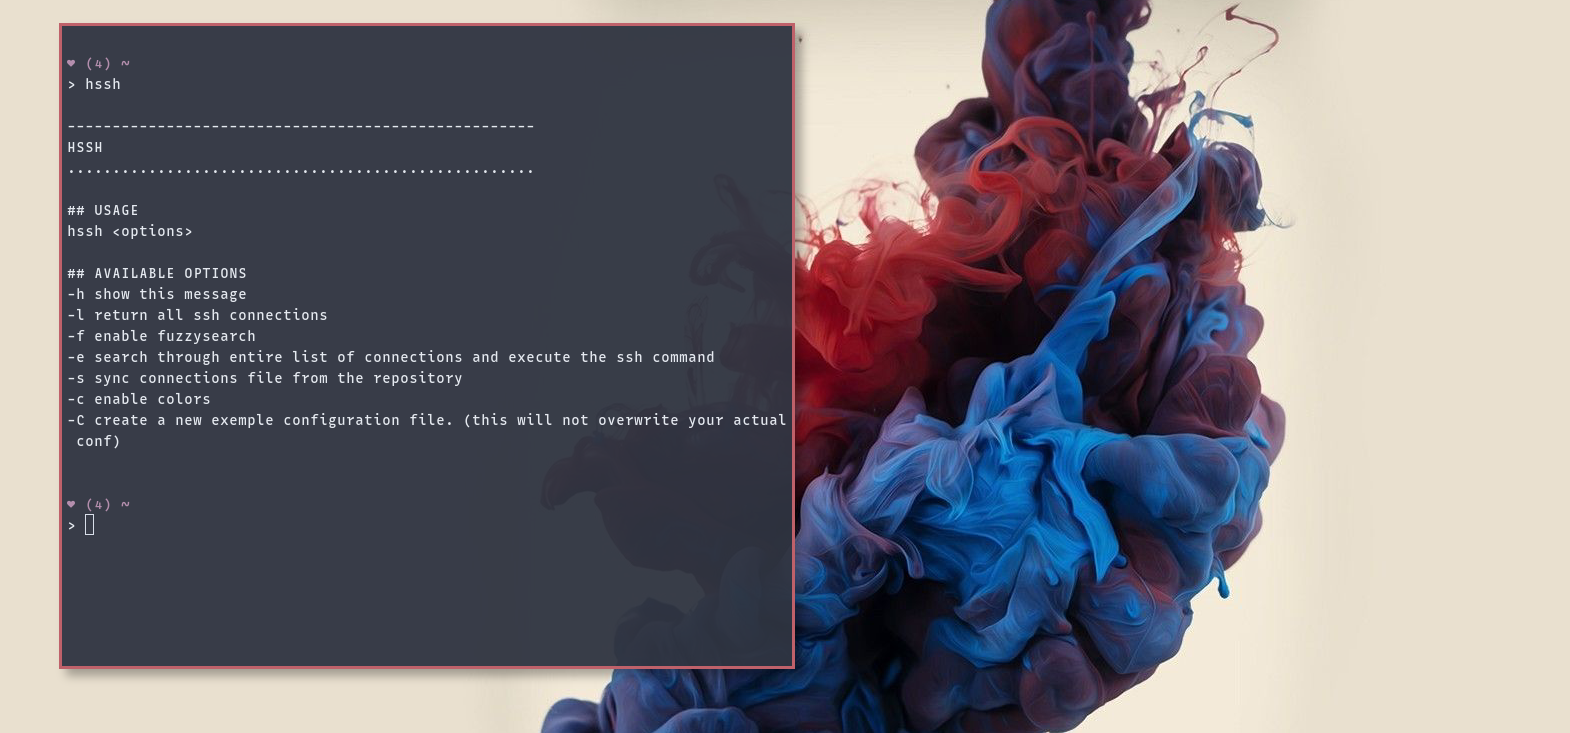 ♥ (4) ~
> hssh
----------------------------------------------------
HSSH
....................................................
## USAGE
hssh <options>
## AVAILABLE OPTIONS
-h show this message
-l return all ssh connections
-f enable fuzzysearch
-e search through entire list of connections and execute the ssh command
-s sync connections file from the repository
-c enable colors
-C create a new exemple configuration file. (this will not overwrite your actual
conf)
♥ (4) ~
>